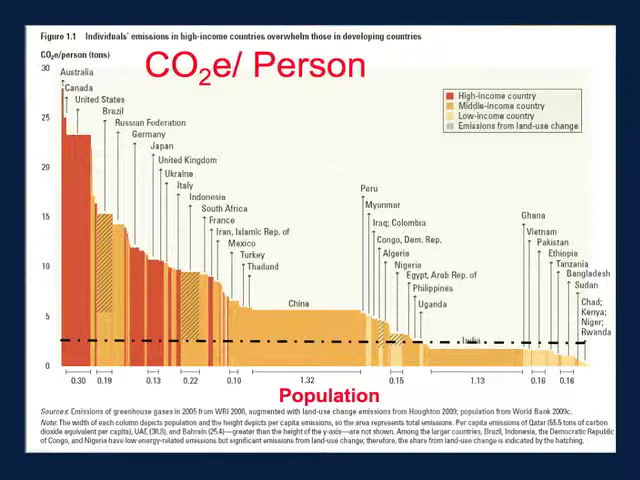 Figure 1.1 Individuals' emissions in high-income countries overwhelm those in developing countries
CO2e/person (tons)
CO2e/ Person
30
25
20
15
10
5
0
Australia
Canada
United States
Brazil
Russian Federation
Germany
Japan
United Kingdom
Ukraine
Italy
Indonesia
South Africa
France
Iran, Islamic Rep. of
Mexico
Turkey
Thailand
China
Peru
Myanmar
Iraq; Colombia
Congo, Dem. Rep.
Algeria
Nigeria
Egypt, Arab Rep. of
Philippines
Uganda
India
Ghana
Vietnam
Pakistan
Ethiopia
Tanzania
Bangladesh
Sudan
Chad;
Kenya;
Niger;
Rwanda
High-income country
Middle-income country
Low-income country
Emissions from land-use change
0.30 0.19 0.13 0.22 0.10 1.32 0.15 1.13 0.16 0.16
Population
Sources: Emissions of greenhouse gases in 2005 from WRI 2008, augmented with land-use change emissions from Houghton 2009; population from World Bank 2009c.
Note: The width of each column depicts population and the height depicts per capita emissions, so the area represents total emissions. Per capita emissions of Qatar (55.5 tons of carbon
dioxide equivalent per capita), UAE (38.8), and Bahrain (25.4)—greater than the height of the y-axis—are not shown. Among the larger countries, Brazil, Indonesia, the Democratic Republic
of Congo, and Nigeria have low energy-related emissions but significant emissions from land-use change; therefore, the share from land-use change is indicated by the hatching.